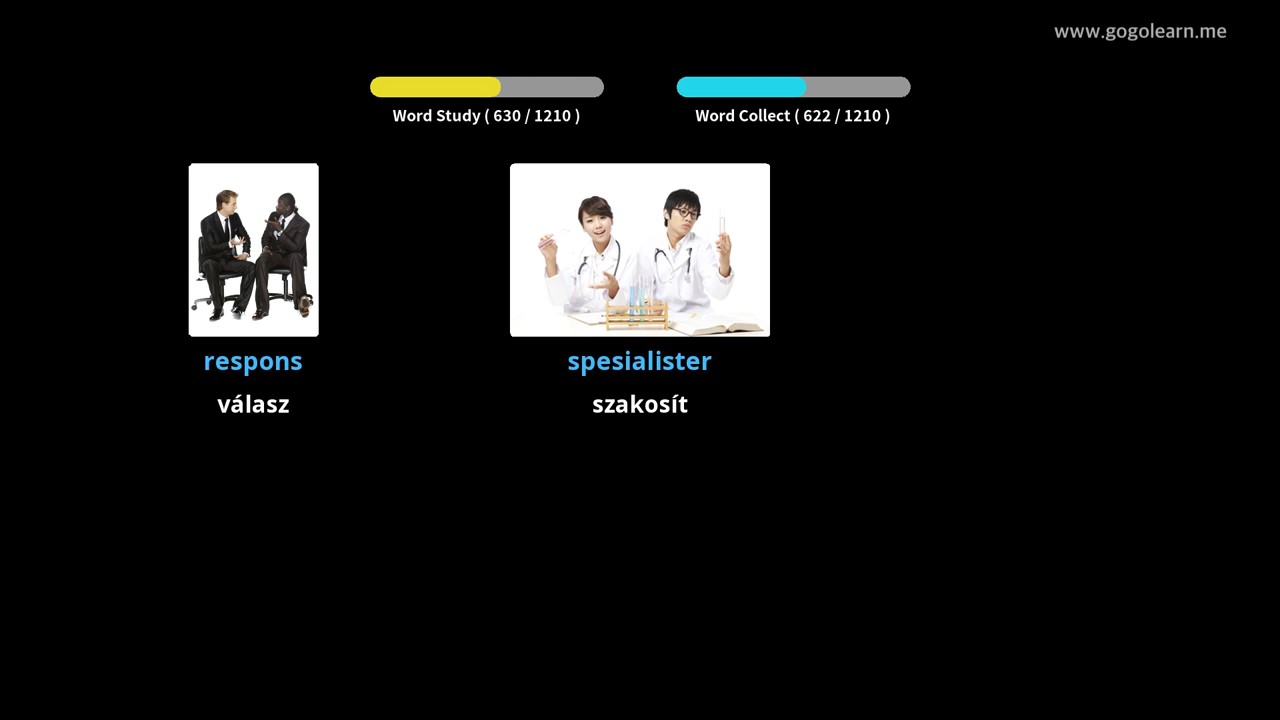 www.gogolearn.me
Word Study ( 630 / 1210 )
Word Collect ( 622 / 1210 )
respons
spesialister
válasz
szakosít